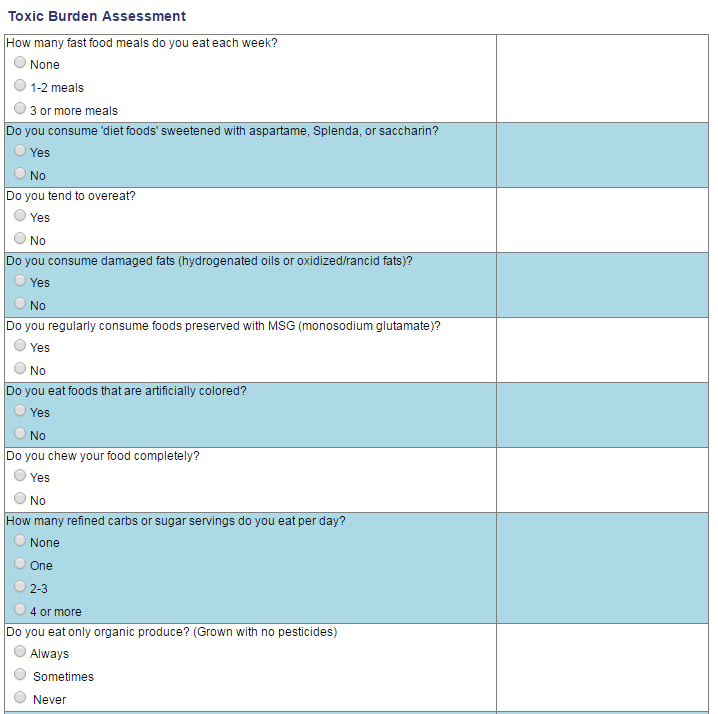 Toxic Burden Assessment
How many fast food meals do you eat each week?
None
1-2 meals
3 or more meals
Do you consume 'diet foods' sweetened with aspartame, Splenda, or saccharin?
Yes
No
Do you tend to overeat?
Yes
No
Do you consume damaged fats (hydrogenated oils or oxidized/rancid fats)?
Yes
No
Do you regularly consume foods preserved with MSG (monosodium glutamate)?
Yes
No
Do you eat foods that are artificially colored?
Yes
No
Do you chew your food completely?
Yes
No
How many refined carbs or sugar servings do you eat per day?
None
One
2-3
4 or more
Do you eat only organic produce? (Grown with no pesticides)
Always
Sometimes
Never